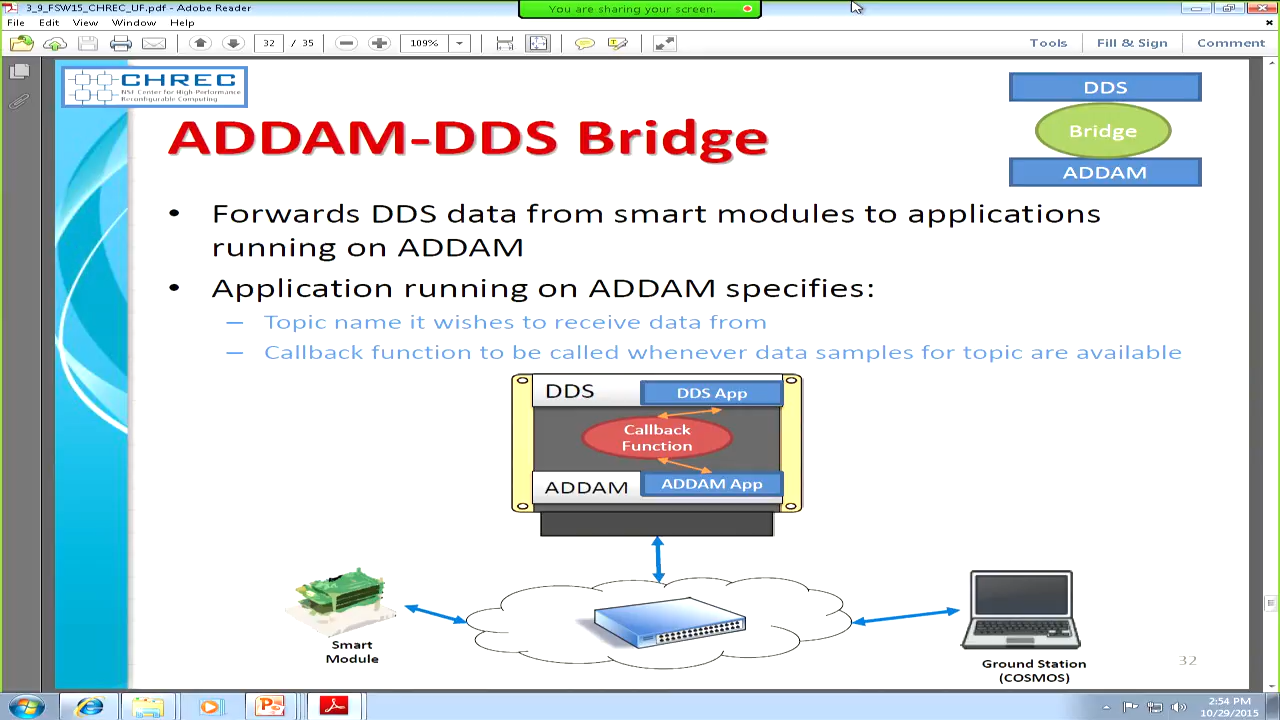 3_9_FSW15_CHREC_UF.pdf - Adobe Reader
You are sharing your screen.
File Edit View Window Help
32 / 35 109% Tools Fill & Sign Comment
CHREC
NSF Center for High Performance
Reconfigurable Computing
DDS
Bridge
ADDAM
ADDAM-DDS Bridge
• Forwards DDS data from smart modules to applications
running on ADDAM
• Application running on ADDAM specifies:
– Topic name it wishes to receive data from
– Callback function to be called whenever data samples for topic are available
DDS DDS App
Callback
Function
ADDAM ADDAM App
Smart
Module
Ground Station
(COSMOS)
32
2:54 PM
10/29/2015